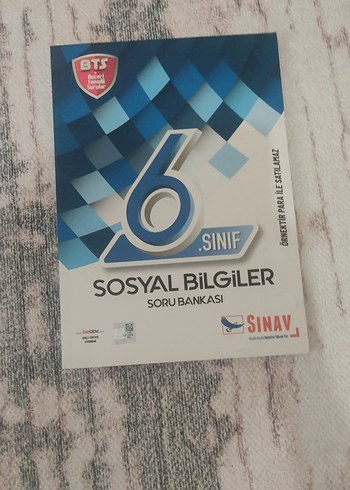 BTS
Beceri
Temelli
Sorular
6
.SINIF
ÖRNEKTİR PARA İLE SATILAMAZ
SOSYAL BİLGİLER
SORU BANKASI
SINAV